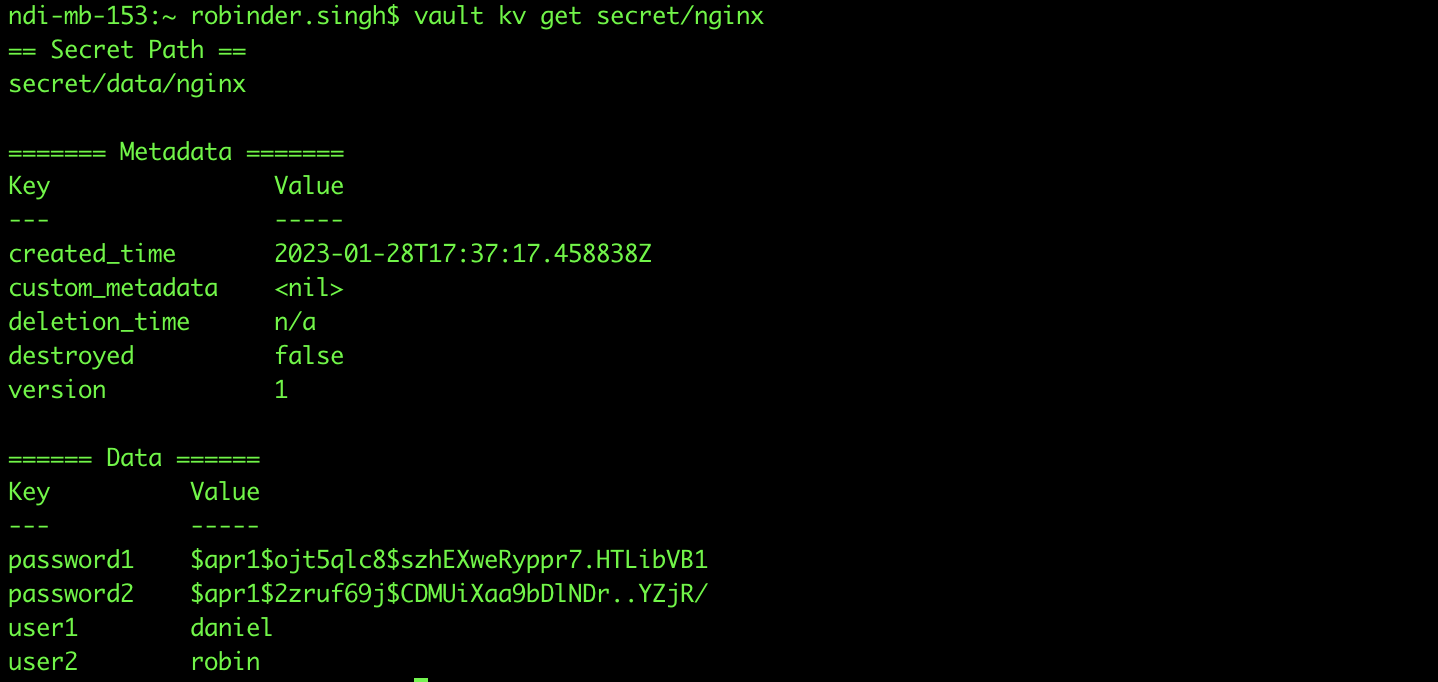 ndi-mb-153:~ robinder.singh$ vault kv get secret/nginx
== Secret Path ==
secret/data/nginx
======= Metadata =======
Key                Value
---                -----
created_time       2023-01-28T17:37:17.458838Z
custom_metadata    <nil>
deletion_time      n/a
destroyed          false
version            1
====== Data ======
Key          Value
---          -----
password1    $apr1$ojt5qlc8$szhEXweRyppr7.HTLibVB1
password2    $apr1$2zruf69j$CDMUiXaa9bDlNDr..YZjR/
user1        daniel
user2        robin